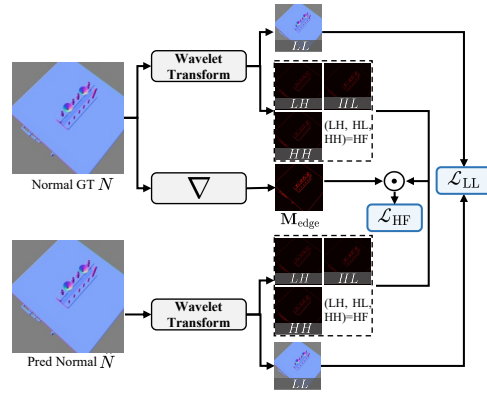 LL
Wavelet
Transform
LH HL
(LH, HL,
HH)=HF
HH
Normal GT N
∇
M_edge
⊙
L_HF
L_LL
LH HL
(LH, HL,
HH)=HF
HH
Wavelet
Transform
Pred Normal N̂
LL